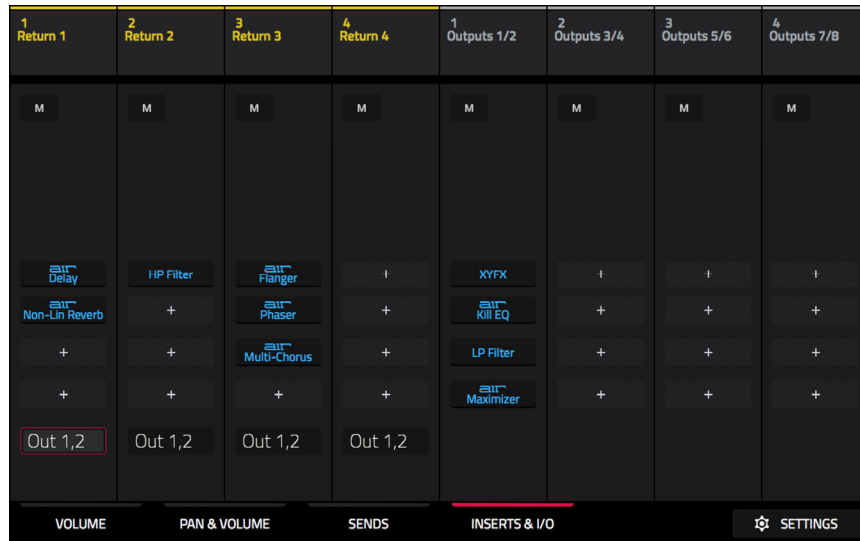 1 2 3 4 1 2 3 4
Return 1 Return 2 Return 3 Return 4 Outputs 1/2 Outputs 3/4 Outputs 5/6 Outputs 7/8
M M M M M M M M
air air
Delay HP Filter Flanger + XYFX + + +
air air air
Non-Lin Reverb + Phaser + Kill EQ + + +
air
+ + Multi-Chorus + LP Filter + + +
air
+ + + + Maximizer + + +
Out 1,2 Out 1,2 Out 1,2 Out 1,2
VOLUME PAN & VOLUME SENDS INSERTS & I/O SETTINGS